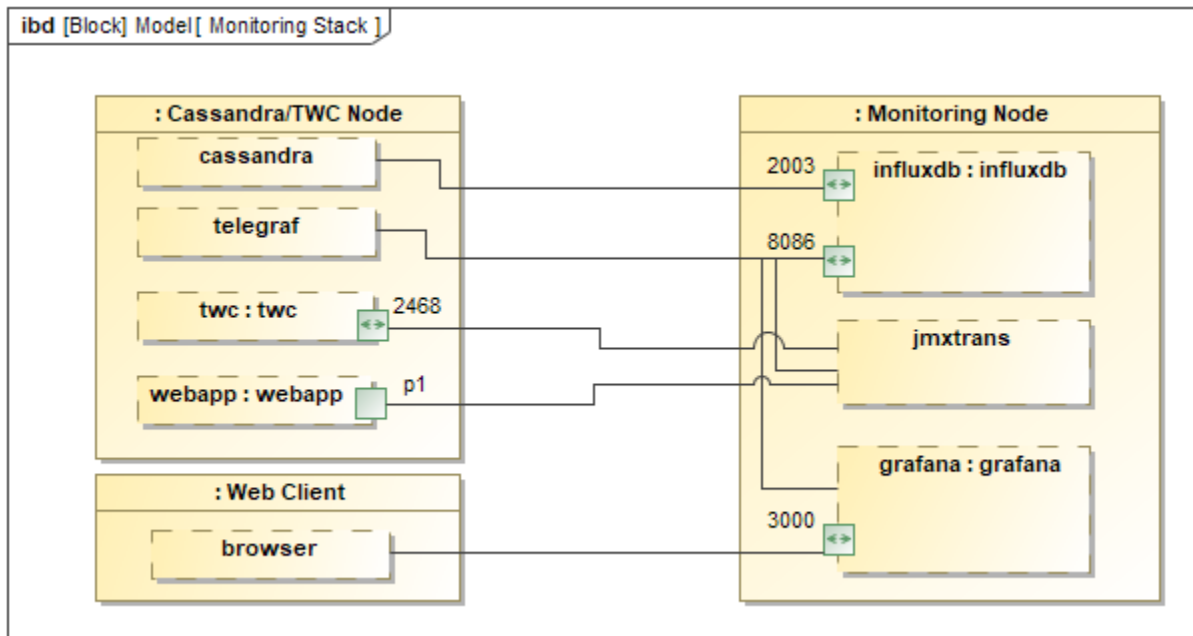 ibd [Block] Model[ Monitoring Stack ]
: Cassandra/TWC Node
cassandra
telegraf
twc : twc
2468
webapp : webapp
p1
: Web Client
browser
: Monitoring Node
2003
influxdb : influxdb
8086
jmxtrans
grafana : grafana
3000